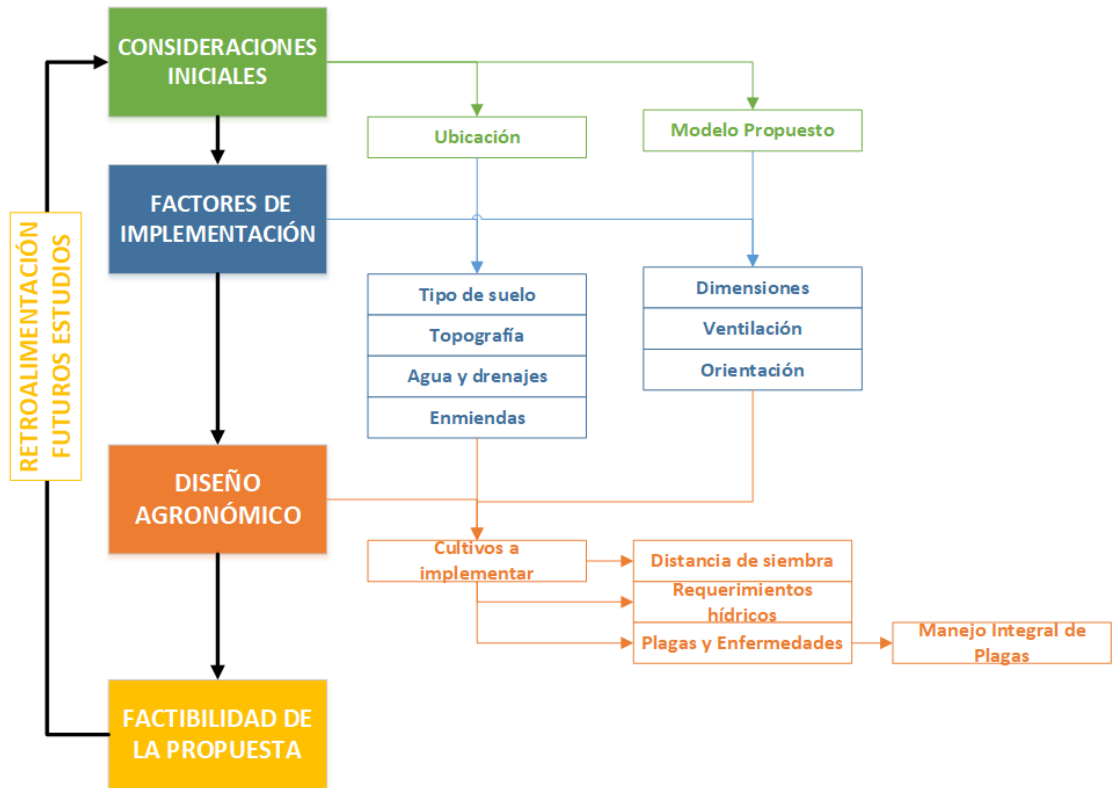 CONSIDERACIONES
INICIALES
Ubicación
Modelo Propuesto
FACTORES DE
IMPLEMENTACIÓN
RETROALIMENTACIÓN
FUTUROS ESTUDIOS
Tipo de suelo
Topografía
Agua y drenajes
Enmiendas
Dimensiones
Ventilación
Orientación
DISEÑO
AGRONÓMICO
Cultivos a
implementar
Distancia de siembra
Requerimientos
hídricos
Plagas y Enfermedades
Manejo Integral de
Plagas
FACTIBILIDAD DE
LA PROPUESTA